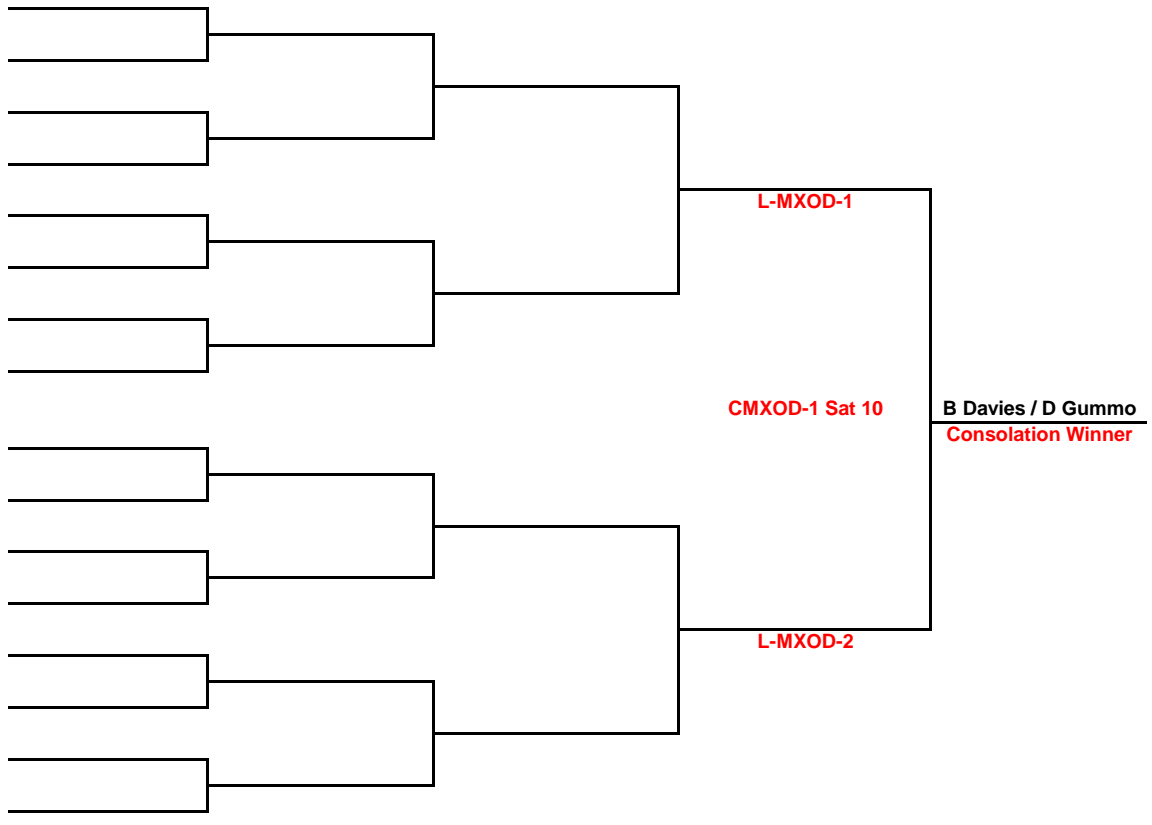 L-MXOD-1
CMXOD-1 Sat 10
B Davies / D Gummo
Consolation Winner
L-MXOD-2